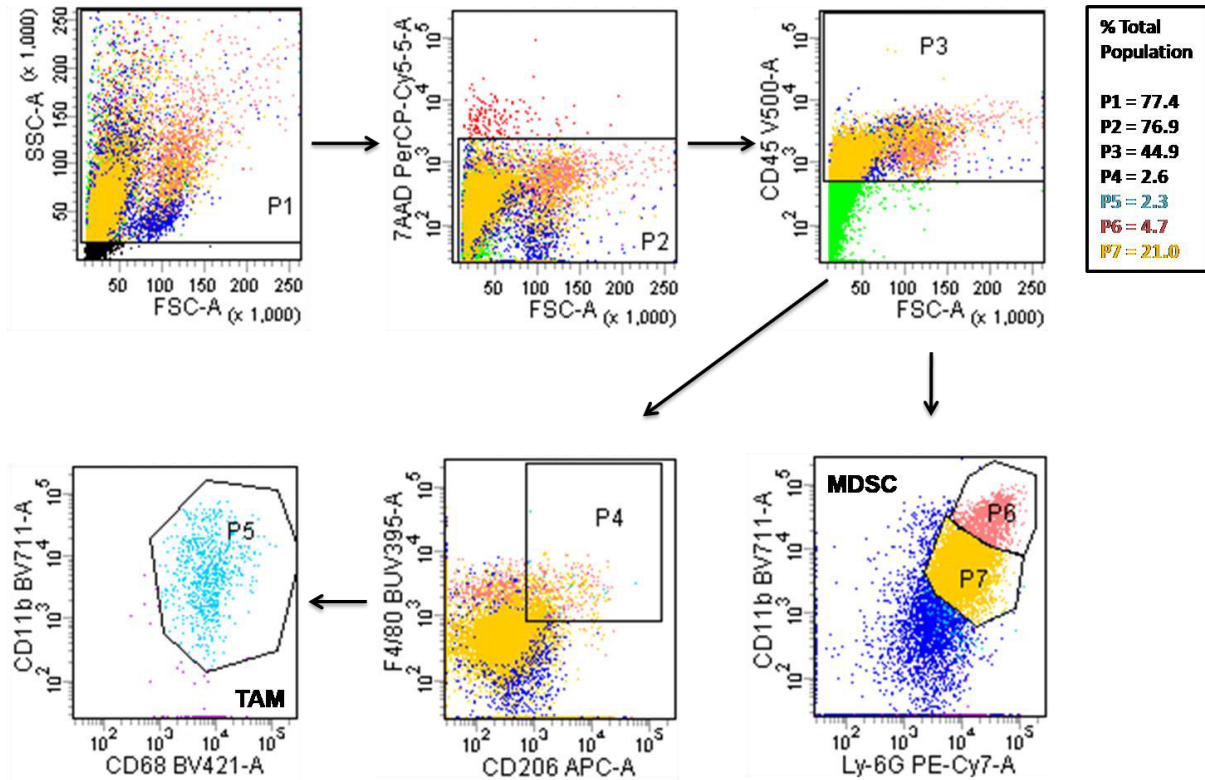 SSC-A (x 1,000)
250
200
150
100
50
P1
50 100 150 200 250
FSC-A (x 1,000)
7AAD PerCP-Cy5-5-A
10^5
10^4
10^3
10^2
P2
50 100 150 200 250
FSC-A (x 1,000)
CD45 V500-A
10^5
10^4
10^3
10^2
P3
50 100 150 200 250
FSC-A (x 1,000)
% Total
Population
P1 = 77.4
P2 = 76.9
P3 = 44.9
P4 = 2.6
P5 = 2.3
P6 = 4.7
P7 = 21.0
CD11b BV711-A
10^5
10^4
10^3
10^2
P5
TAM
10^2 10^3 10^4 10^5
CD68 BV421-A
F4/80 BUV395-A
10^5
10^4
10^3
10^2
P4
10^2 10^3 10^4 10^5
CD206 APC-A
CD11b BV711-A
10^5
10^4
10^3
10^2
MDSC
P6
P7
10^2 10^3 10^4 10^5
Ly-6G PE-Cy7-A